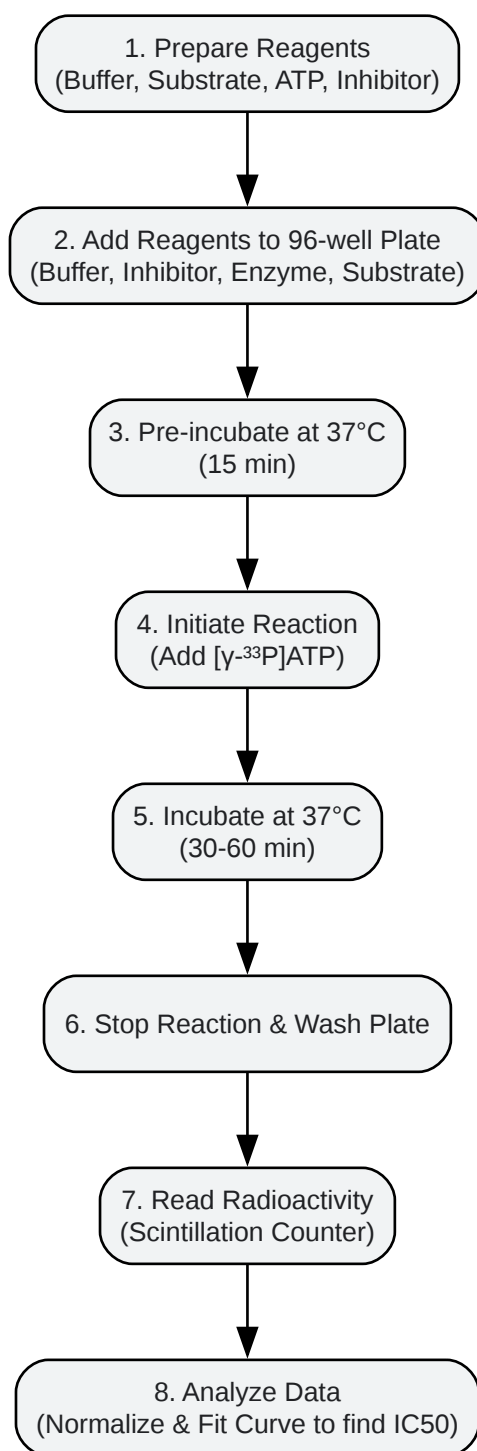 1. Prepare Reagents
(Buffer, Substrate, ATP, Inhibitor)
2. Add Reagents to 96-well Plate
(Buffer, Inhibitor, Enzyme, Substrate)
3. Pre-incubate at 37°C
(15 min)
4. Initiate Reaction
(Add [γ-³³P]ATP)
5. Incubate at 37°C
(30-60 min)
6. Stop Reaction & Wash Plate
7. Read Radioactivity
(Scintillation Counter)
8. Analyze Data
(Normalize & Fit Curve to find IC50)